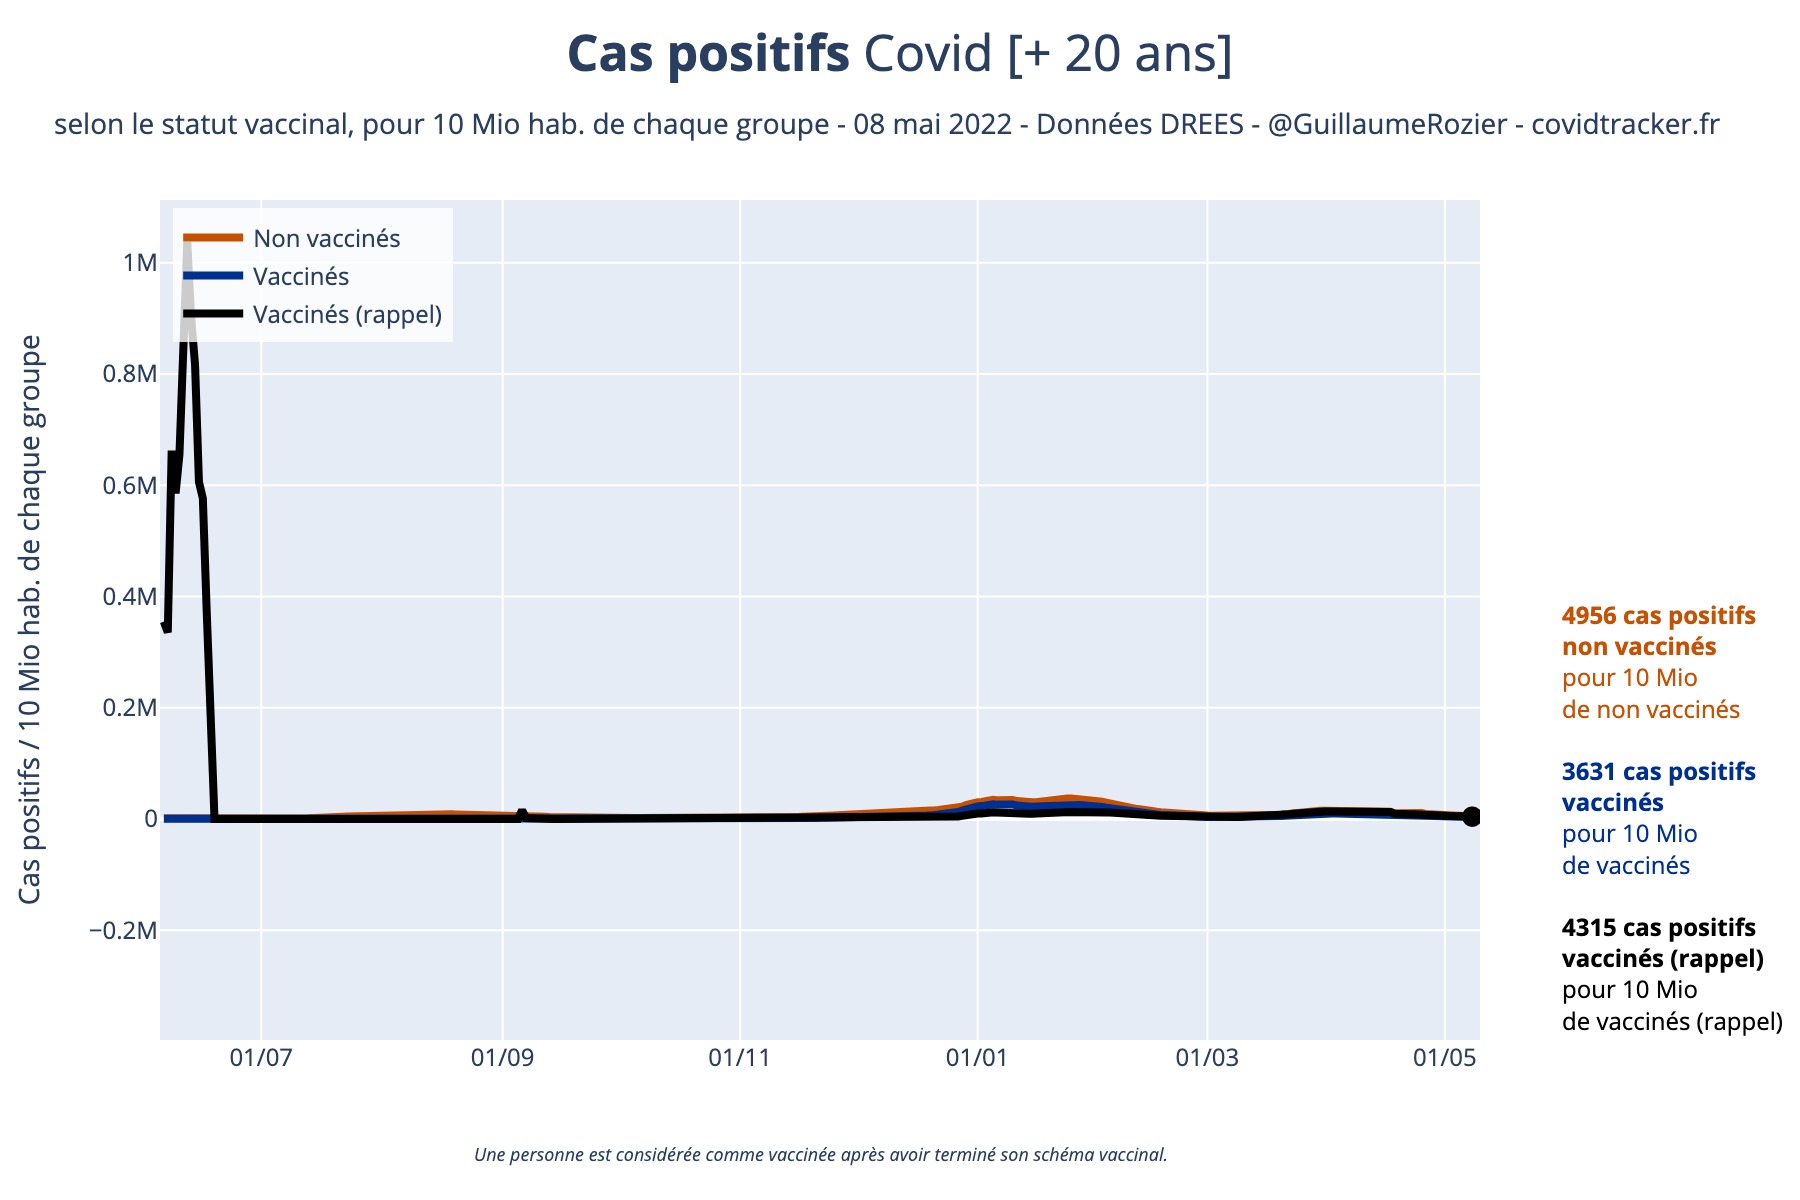 Cas positifs Covid [+ 20 ans]
selon le statut vaccinal, pour 10 Mio hab. de chaque groupe - 08 mai 2022 - Données DREES - @GuillaumeRozier - covidtracker.fr
Non vaccinés
Vaccinés
Vaccinés (rappel)
Cas positifs / 10 Mio hab. de chaque groupe
1M
0.8M
0.6M
0.4M
0.2M
0
−0.2M
01/07
01/09
01/11
01/01
01/03
01/05
4956 cas positifs
non vaccinés
pour 10 Mio
de non vaccinés
3631 cas positifs
vaccinés
pour 10 Mio
de vaccinés
4315 cas positifs
vaccinés (rappel)
pour 10 Mio
de vaccinés (rappel)
Une personne est considérée comme vaccinée après avoir terminé son schéma vaccinal.